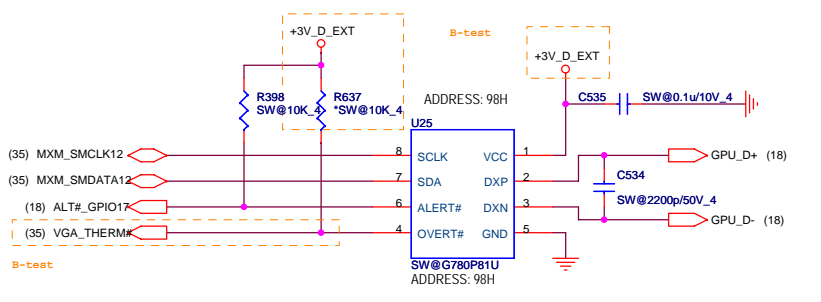 +3V_D_EXT
B-test
+3V_D_EXT
R398
SW@10K_4
R637
*SW@10K_4
ADDRESS: 98H
C535
SW@0.1u/10V_4
U25
(35) MXM_SMCLK12
8
SCLK
VCC
1
GPU_D+ (18)
(35) MXM_SMDATA12
7
SDA
DXP
2
C534
SW@2200p/50V_4
(18) ALT#_GPIO17
6
ALERT#
DXN
3
GPU_D- (18)
(35) VGA_THERM#
4
OVERT#
GND
5
B-test
SW@G780P81U
ADDRESS: 98H